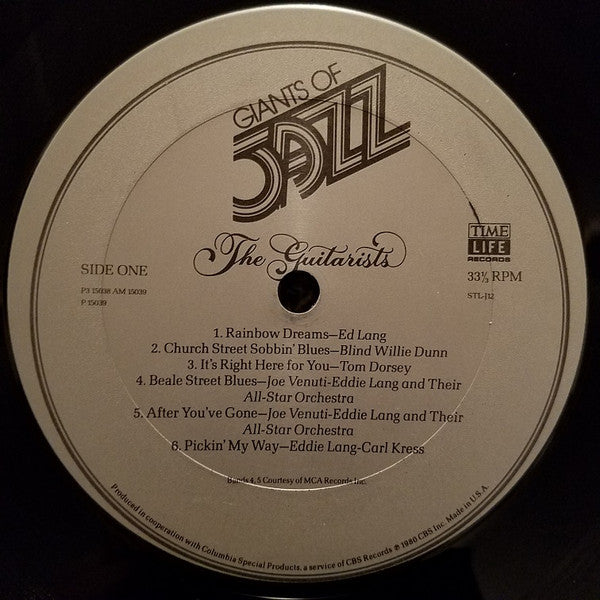 GIANTS OF
JAZZ
The Guitarists
SIDE ONE
P3 15038 AM 15039
P 15039
TIME
LIFE
RECORDS
33⅓ RPM
STL-J12
1. Rainbow Dreams—Ed Lang
2. Church Street Sobbin' Blues—Blind Willie Dunn
3. It's Right Here for You—Tom Dorsey
4. Beale Street Blues—Joe Venuti-Eddie Lang and Their
All-Star Orchestra
5. After You've Gone—Joe Venuti-Eddie Lang and Their
All-Star Orchestra
6. Pickin' My Way—Eddie Lang-Carl Kress
Bands 4, 5 Courtesy of MCA Records Inc.
Produced in cooperation with Columbia Special Products, a service of CBS Records ℗ 1980 CBS Inc. Made in U.S.A.